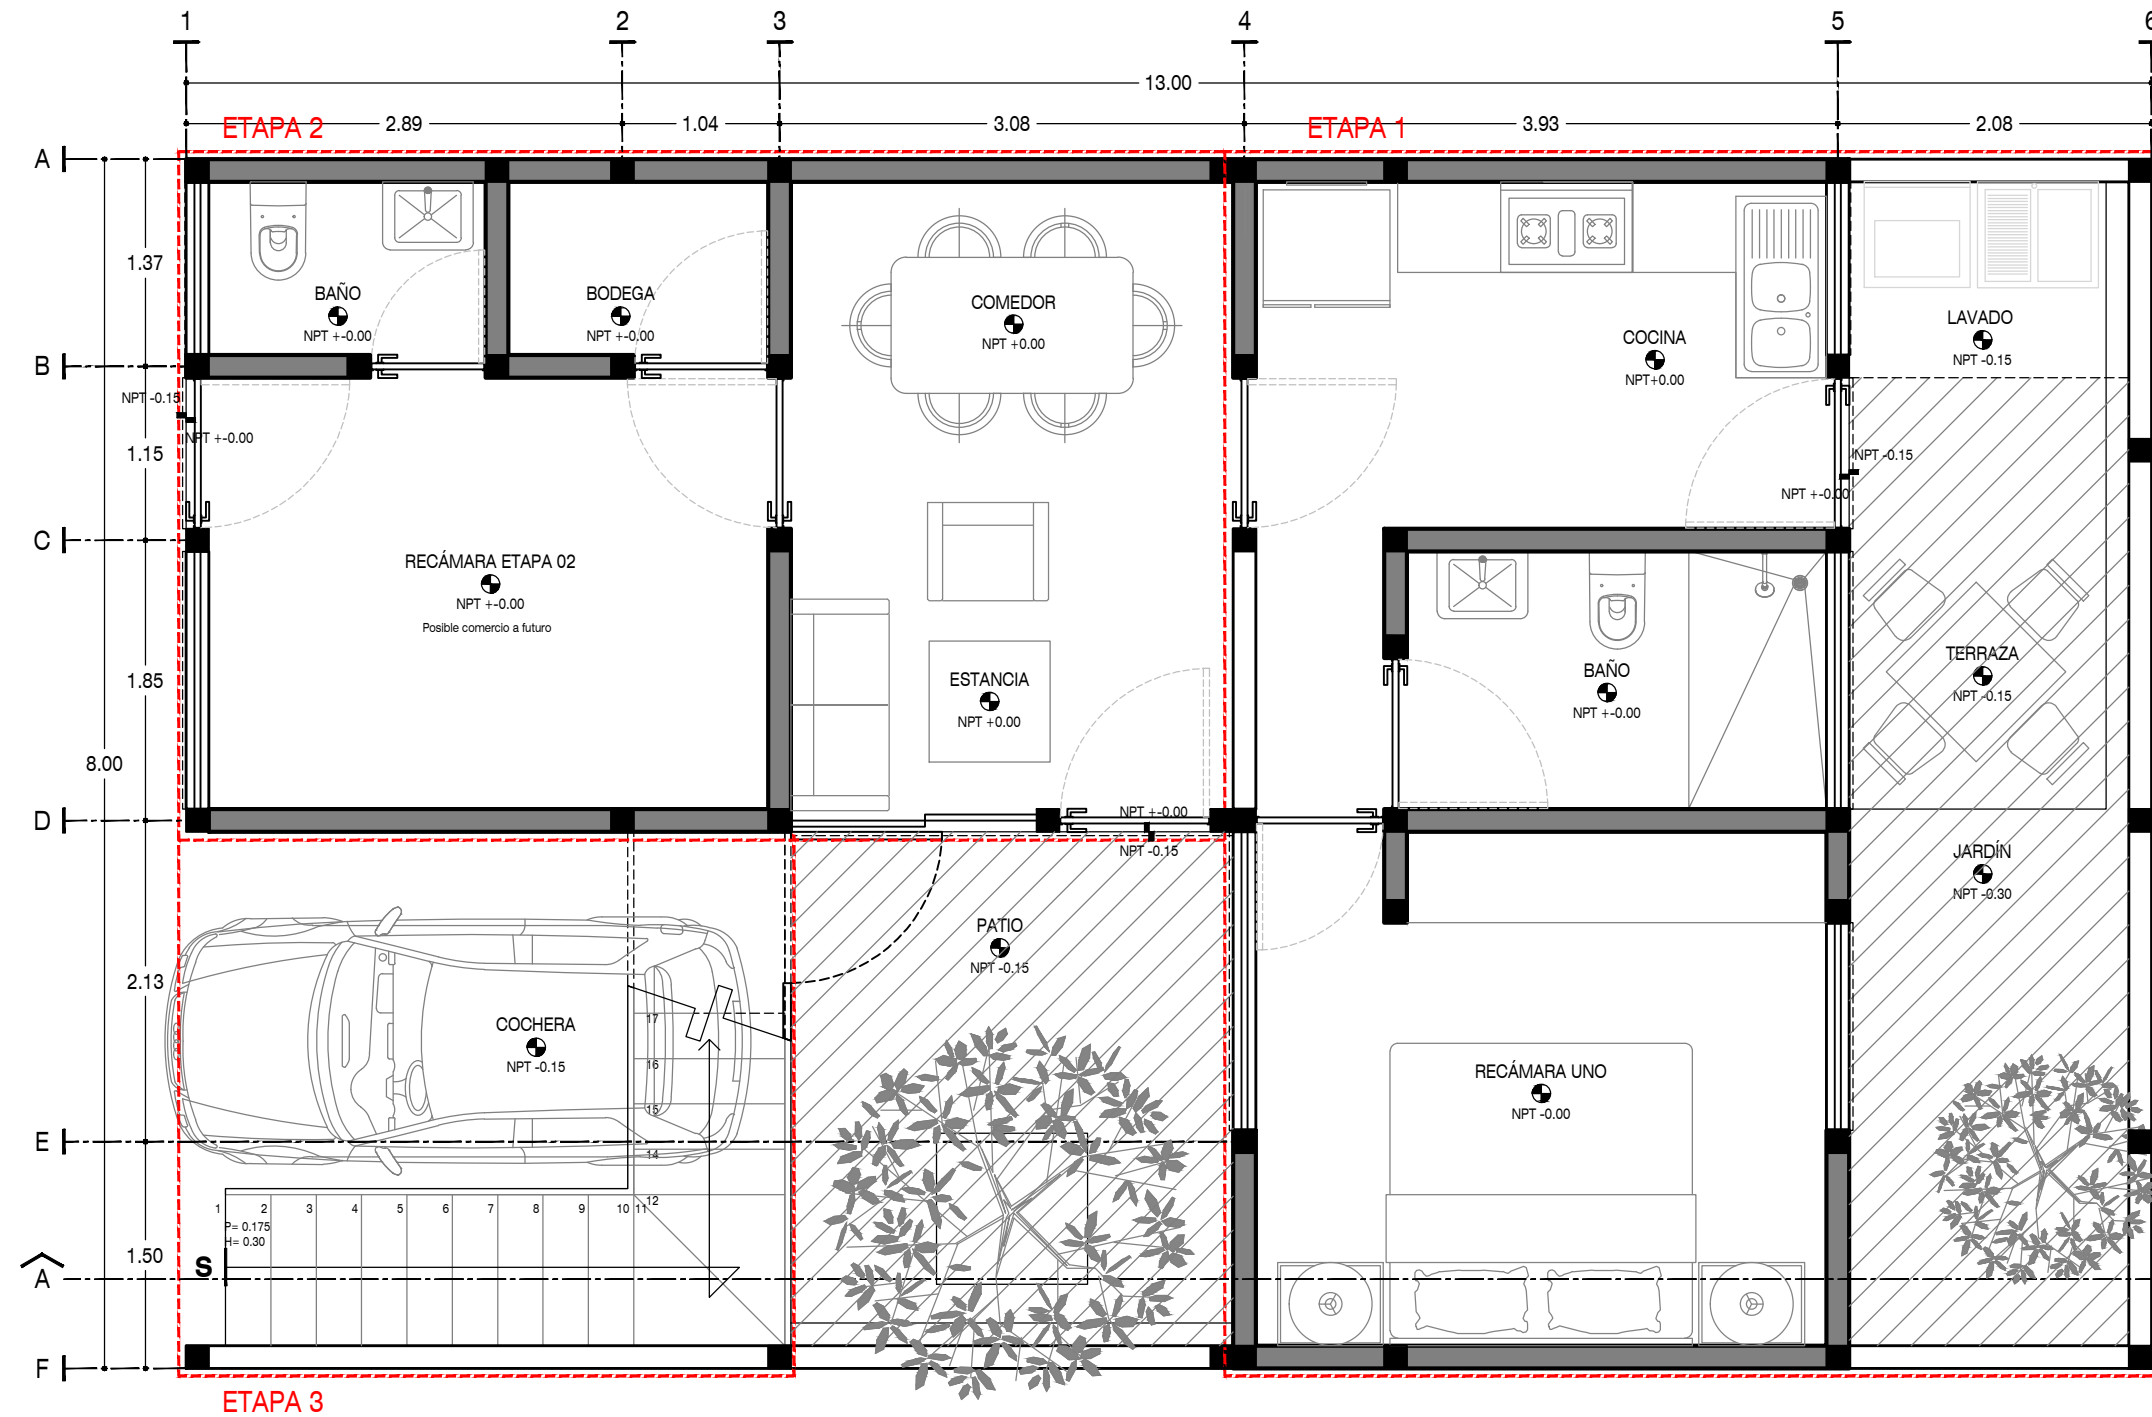 1 2 3 4 5 6
13.00
ETAPA 2 2.89 1.04 3.08 ETAPA 1 3.93 2.08
A
1.37
BAÑO
NPT +-0.00
BODEGA
NPT +-0.00
COMEDOR
NPT +0.00
COCINA
NPT+0.00
LAVADO
NPT -0.15
B
NPT -0.15
NPT +-0.00
1.15
NPT -0.15
NPT +-0.00
C
RECÁMARA ETAPA 02
NPT +-0.00
Posible comercio a futuro
1.85
ESTANCIA
NPT +0.00
BAÑO
NPT +-0.00
TERRAZA
NPT -0.15
8.00
D
NPT +-0.00
NPT -0.15
JARDÍN
NPT -0.30
PATIO
NPT -0.15
2.13
COCHERA
NPT -0.15
RECÁMARA UNO
NPT -0.00
17
16
15
14
E
12
1 2 3 4 5 6 7 8 9 10 11
P= 0.175
H= 0.30
1.50
S
A
F
ETAPA 3